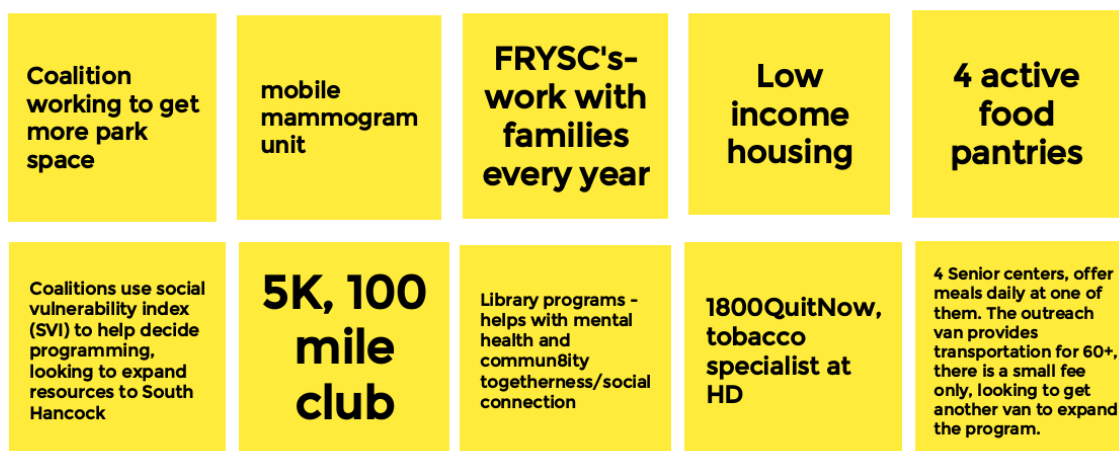 Coalition
working to get
more park
space
mobile
mammogram
unit
FRYSC's-
work with
families
every year
Low
income
housing
4 active
food
pantries
Coalitions use social
vulnerability index
(SVI) to help decide
programming,
looking to expand
resources to South
Hancock
5K, 100
mile
club
Library programs -
helps with mental
health and
commun8ity
togetherness/social
connection
1800QuitNow,
tobacco
specialist at
HD
4 Senior centers, offer
meals daily at one of
them. The outreach
van provides
transportation for 60+,
there is a small fee
only, looking to get
another van to expand
the program.